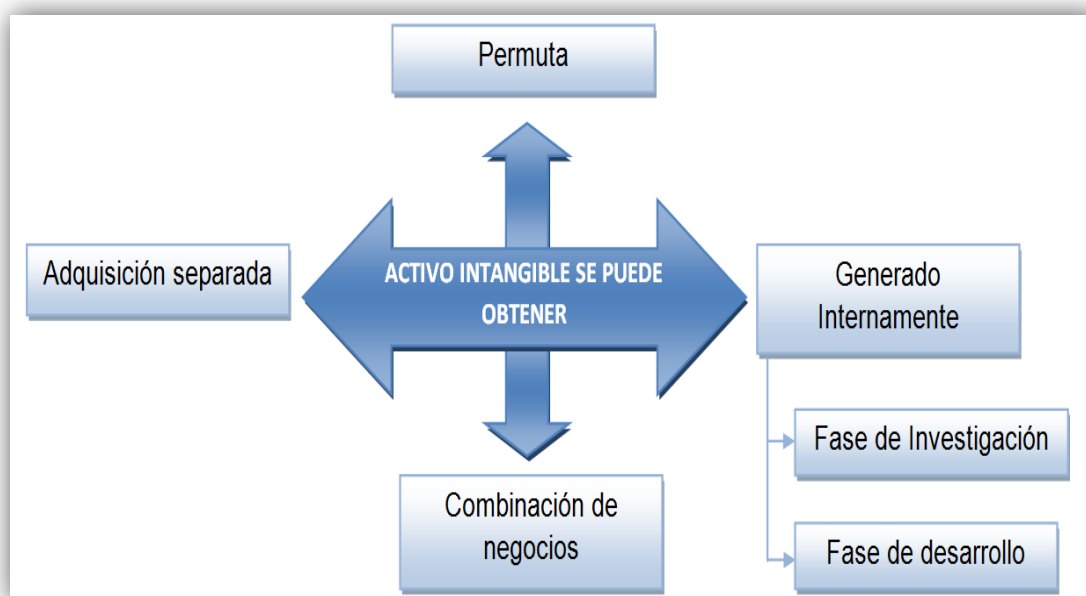 Permuta
Adquisición separada
ACTIVO INTANGIBLE SE PUEDE
OBTENER
Generado
Internamente
Fase de Investigación
Fase de desarrollo
Combinación de
negocios